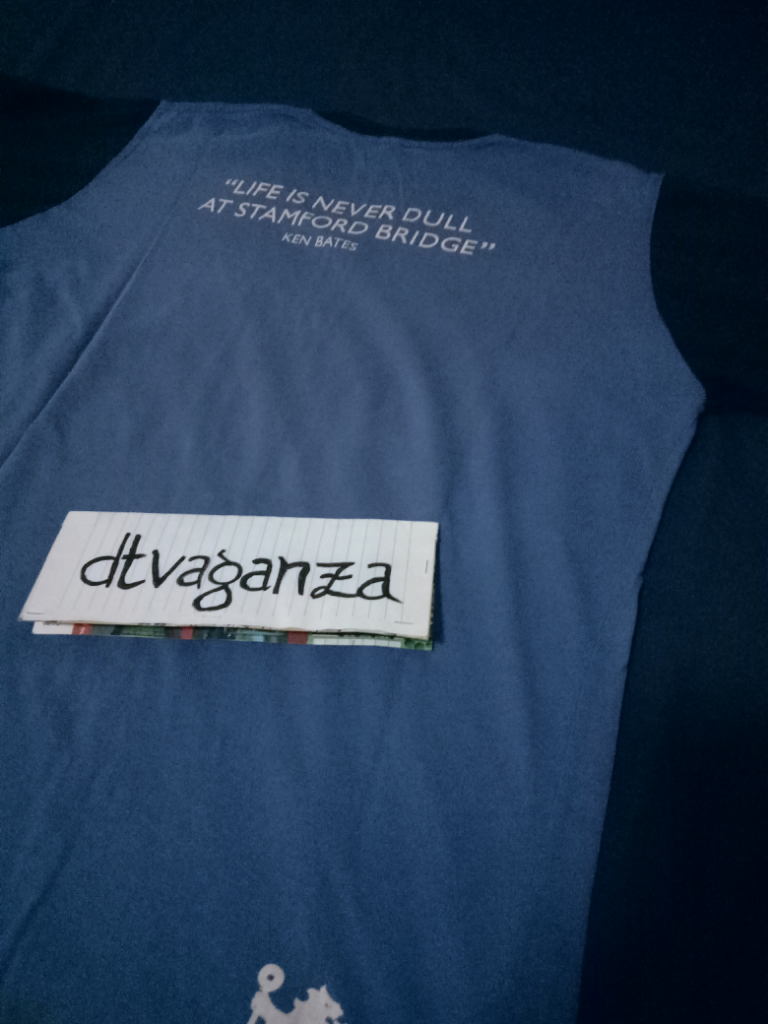 "LIFE IS NEVER DULL
AT STAMFORD BRIDGE"
KEN BATES
dtvaganza